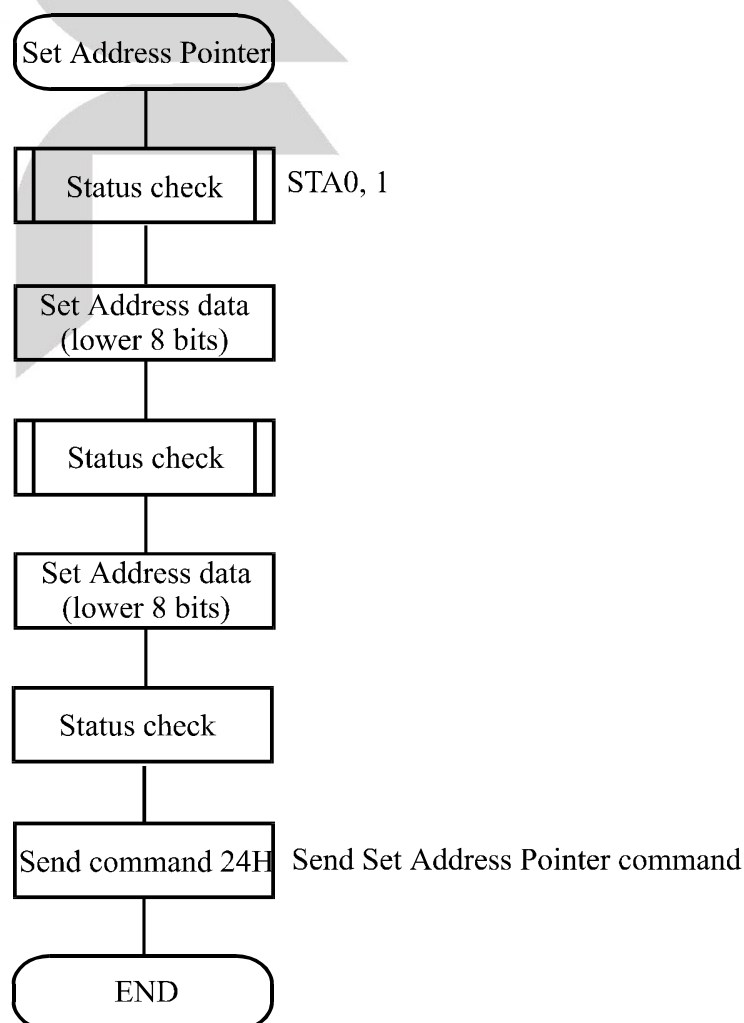 Set Address Pointer
Status check
STA0, 1
Set Address data
(lower 8 bits)
Status check
Set Address data
(lower 8 bits)
Status check
Send command 24H
Send Set Address Pointer command
END